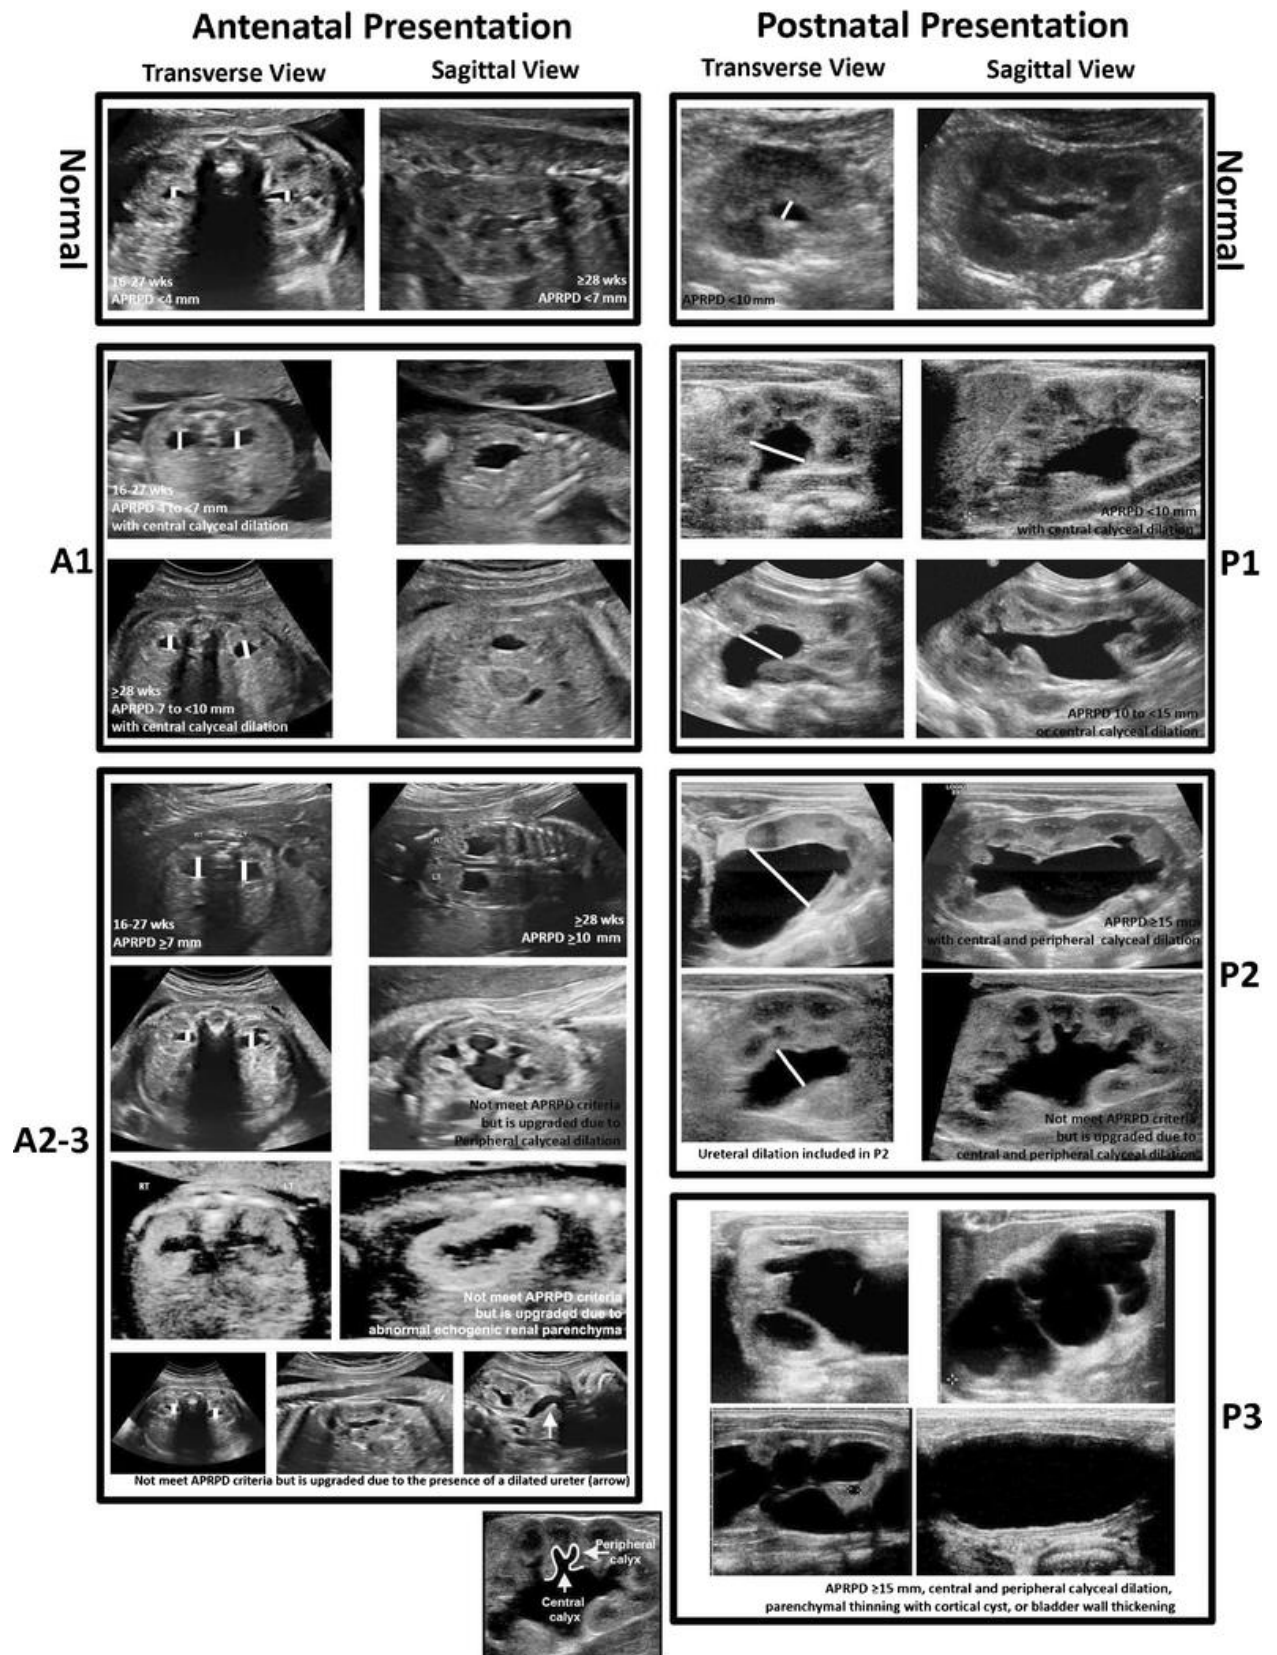 Antenatal Presentation
Transverse View
Sagittal View
Normal
16-27 wks
APRPD <4 mm
≥28 wks
APRPD <7 mm
A1
16-27 wks
APRPD 4 to <7 mm
with central calyceal dilation
≥28 wks
APRPD 7 to <10 mm
with central calyceal dilation
A2-3
16-27 wks
APRPD ≥7 mm
≥28 wks
APRPD ≥10 mm
Not meet APRPD criteria
but is upgraded due to
Peripheral calyceal dilation
RT
LT
Not meet APRPD criteria
but is upgraded due to
abnormal echogenic renal parenchyma
Not meet APRPD criteria but is upgraded due to the presence of a dilated ureter (arrow)
Peripheral
calyx
Central
calyx
Postnatal Presentation
Transverse View
Sagittal View
Normal
APRPD <10 mm
P1
APRPD <10 mm
with central calyceal dilation
APRPD 10 to <15 mm
or central calyceal dilation
P2
APRPD ≥15 mm
with central and peripheral calyceal dilation
Ureteral dilation included in P2
Not meet APRPD criteria
but is upgraded due to
central and peripheral calyceal dilation
P3
APRPD ≥15 mm, central and peripheral calyceal dilation,
parenchymal thinning with cortical cyst, or bladder wall thickening